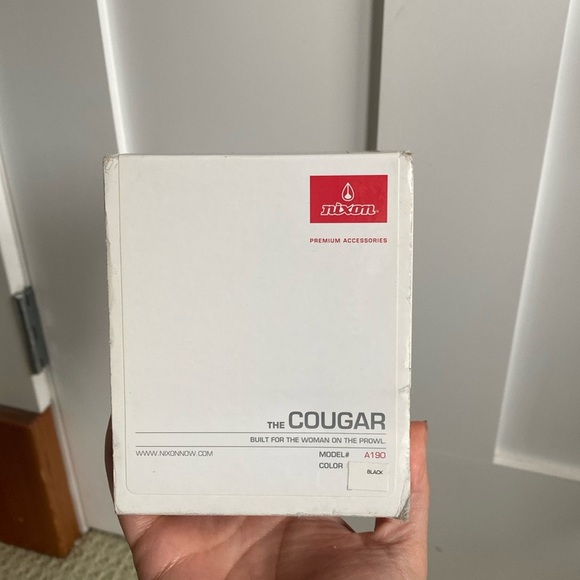 nixon
PREMIUM ACCESSORIES
THE COUGAR
BUILT FOR THE WOMAN ON THE PROWL.
WWW.NIXONNOW.COM MODEL# A190
COLOR BLACK